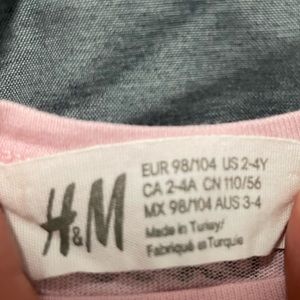 H&M
EUR 98/104 US 2-4Y
CA 2-4A CN 110/56
MX 98/104 AUS 3-4
Made in Turkey/
Fabriqué en Turquie